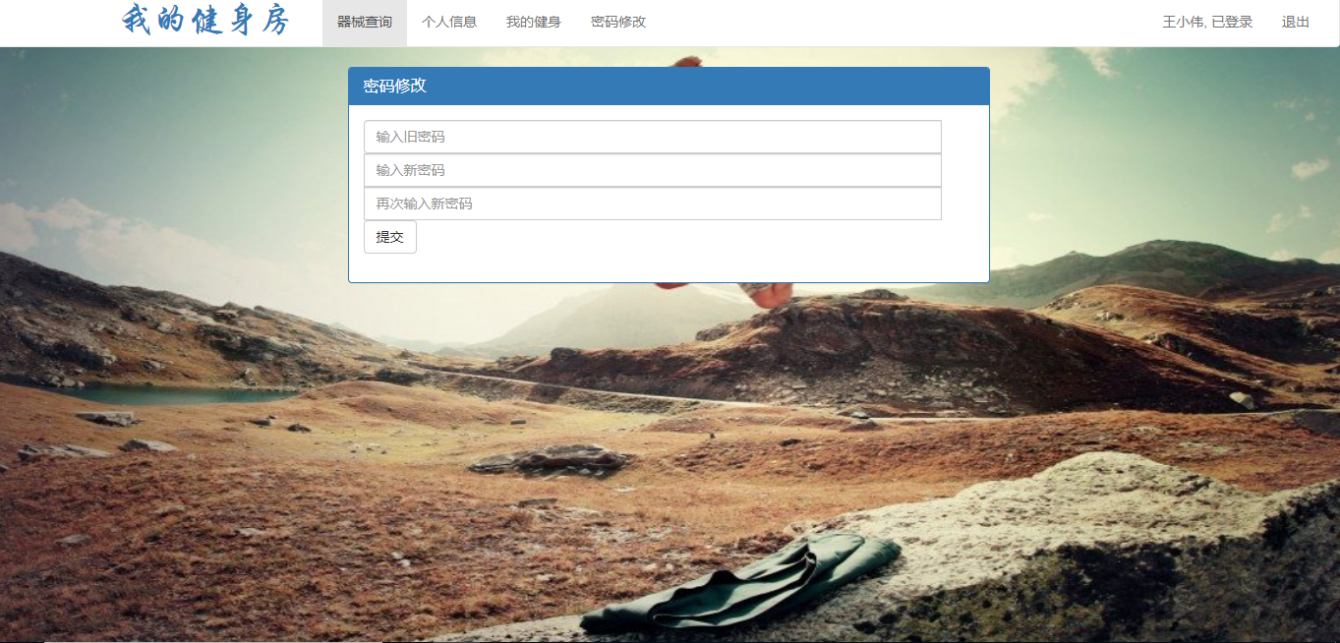 我的健身房 器械查询 个人信息 我的健身 密码修改 王小伟, 已登录 退出
密码修改
输入旧密码
输入新密码
再次输入新密码
提交